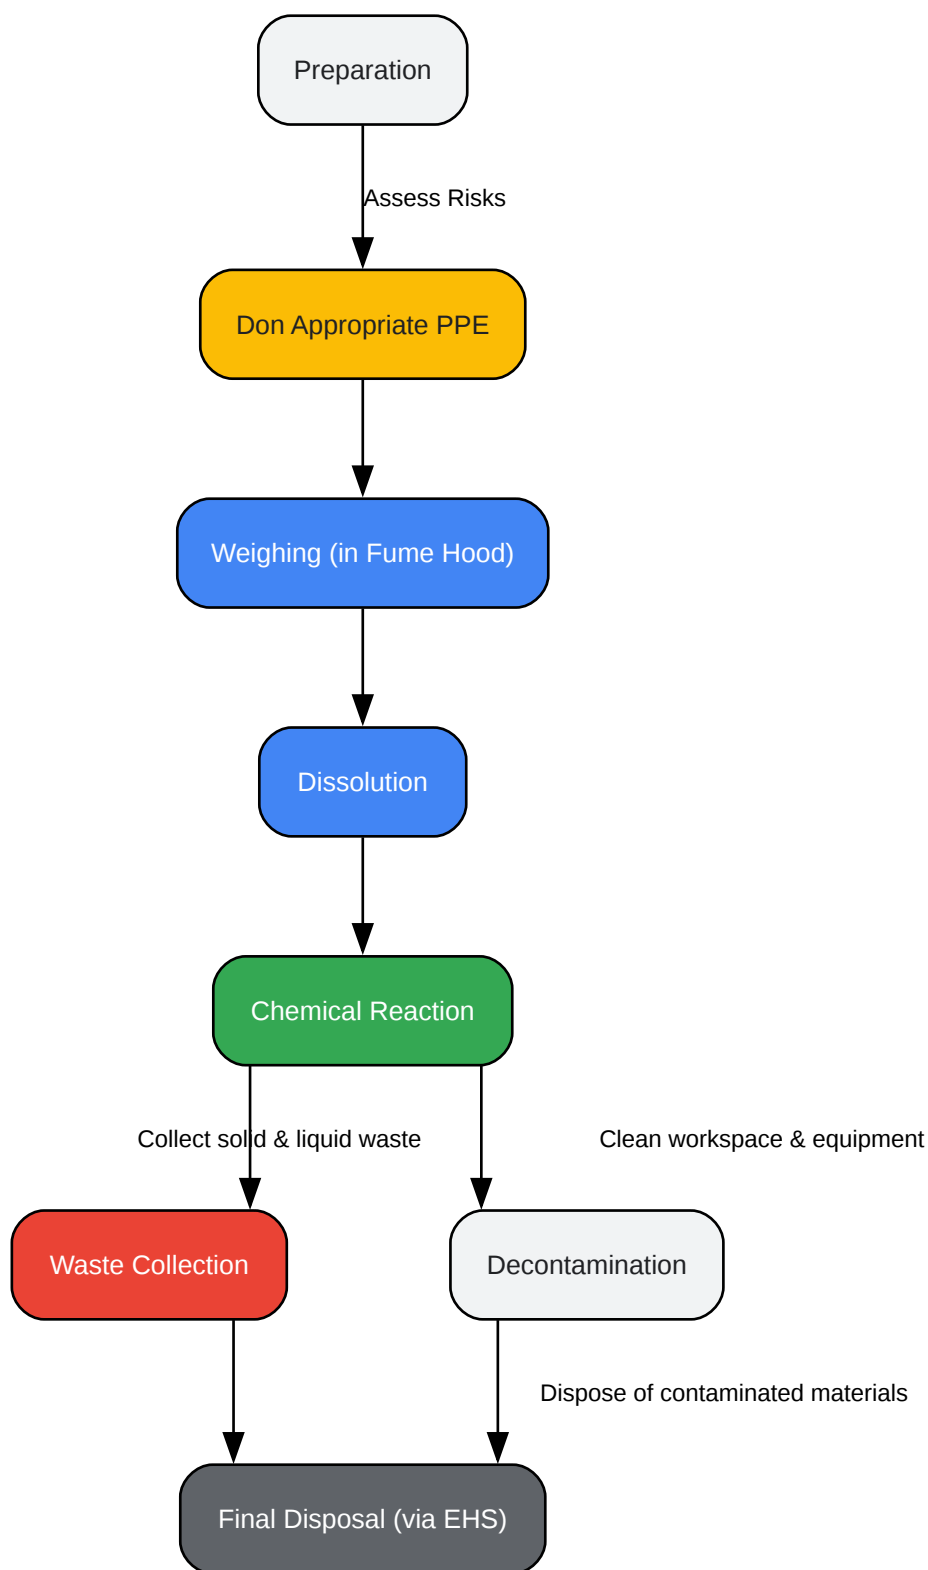 Preparation
Assess Risks
Don Appropriate PPE
Weighing (in Fume Hood)
Dissolution
Chemical Reaction
Collect solid & liquid waste
Clean workspace & equipment
Waste Collection
Decontamination
Dispose of contaminated materials
Final Disposal (via EHS)